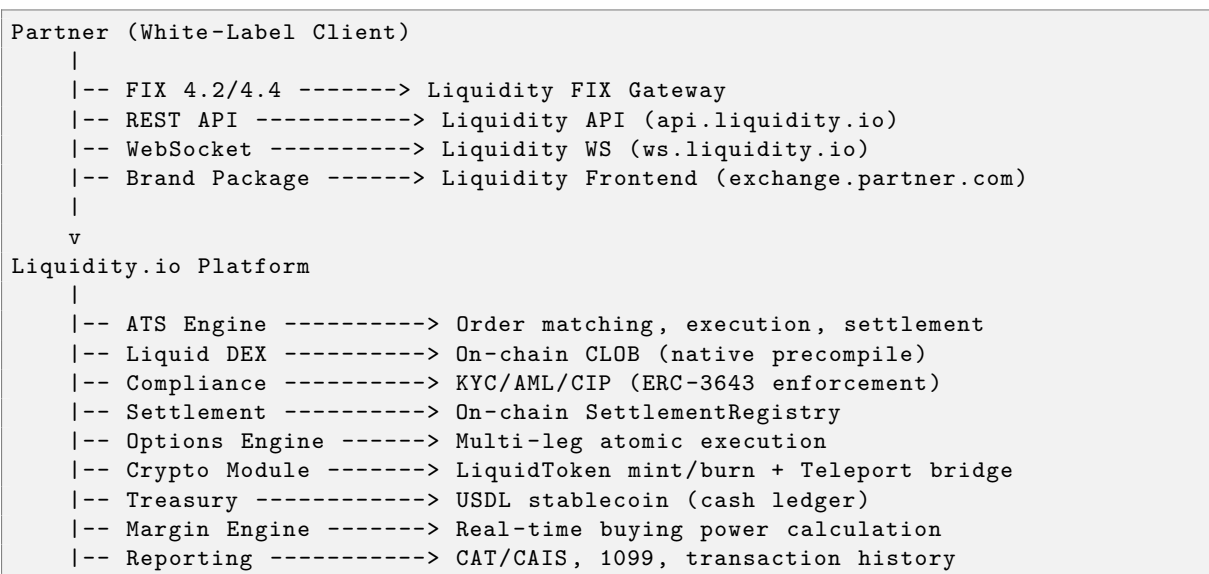 Partner (White-Label Client)
    |
    |-- FIX 4.2/4.4 -------> Liquidity FIX Gateway
    |-- REST API -----------> Liquidity API (api.liquidity.io)
    |-- WebSocket ----------> Liquidity WS (ws.liquidity.io)
    |-- Brand Package ------> Liquidity Frontend (exchange.partner.com)
    |
    v
Liquidity.io Platform
    |
    |-- ATS Engine ----------> Order matching, execution, settlement
    |-- Liquid DEX ----------> On-chain CLOB (native precompile)
    |-- Compliance ----------> KYC/AML/CIP (ERC-3643 enforcement)
    |-- Settlement ----------> On-chain SettlementRegistry
    |-- Options Engine ------> Multi-leg atomic execution
    |-- Crypto Module -------> LiquidToken mint/burn + Teleport bridge
    |-- Treasury ------------> USDL stablecoin (cash ledger)
    |-- Margin Engine -------> Real-time buying power calculation
    |-- Reporting -----------> CAT/CAIS, 1099, transaction history